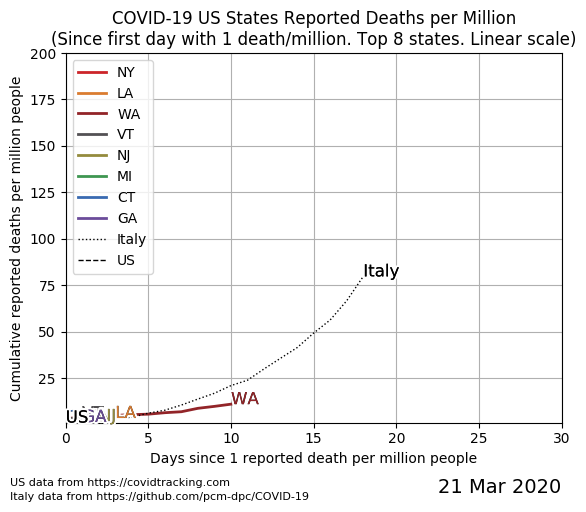 COVID-19 US States Reported Deaths per Million
(Since first day with 1 death/million. Top 8 states. Linear scale)
Cumulative reported deaths per million people
200
175
150
125
100
75
50
25
NY
LA
WA
VT
NJ
MI
CT
GA
Italy
US
Italy
WA
LA
NJ
GA
US
0
5
10
15
20
25
30
Days since 1 reported death per million people
US data from https://covidtracking.com
Italy data from https://github.com/pcm-dpc/COVID-19
21 Mar 2020